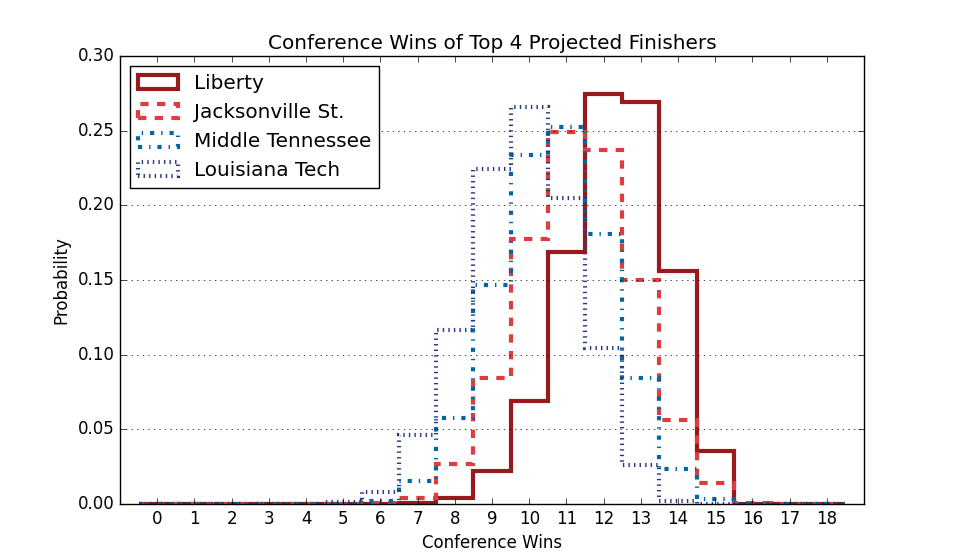 Conference Wins of Top 4 Projected Finishers
0.30
0.25
0.20
0.15
0.10
0.05
0.00
Probability
Liberty
Jacksonville St.
Middle Tennessee
Louisiana Tech
0 1 2 3 4 5 6 7 8 9 10 11 12 13 14 15 16 17 18
Conference Wins